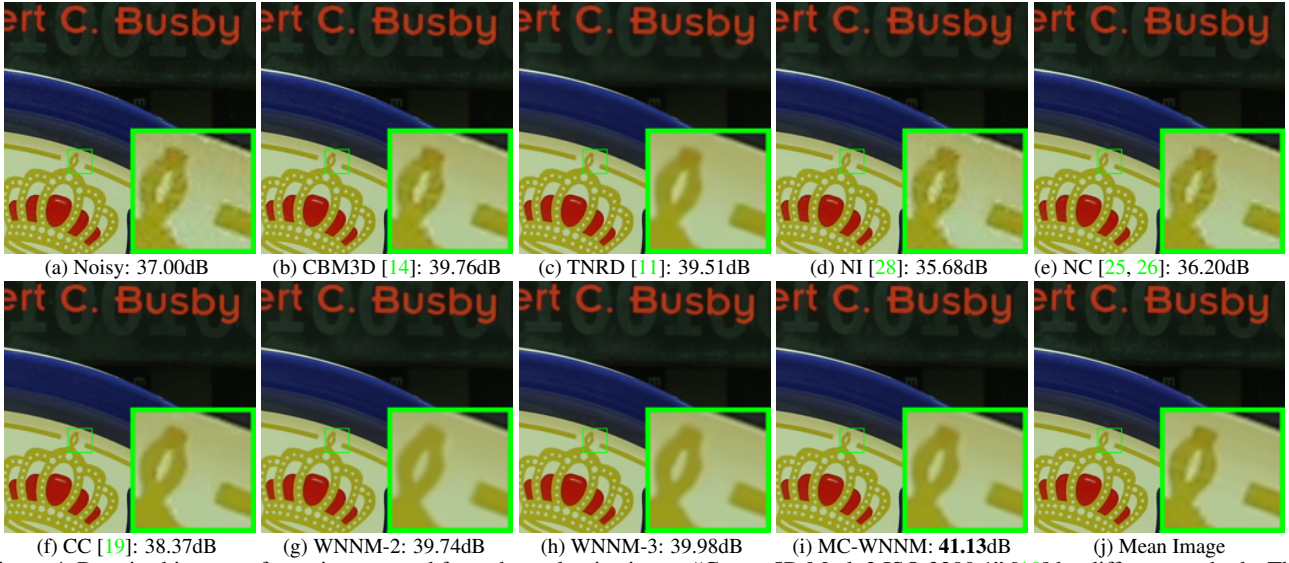 ert C. Busby
ert C. Busby
ert C. Busby
ert C. Busby
ert C. Busby
(a) Noisy: 37.00dB
(b) CBM3D [14]: 39.76dB
(c) TNRD [11]: 39.51dB
(d) NI [28]: 35.68dB
(e) NC [25, 26]: 36.20dB
ert C. Busby
ert C. Busby
ert C. Busby
ert C. Busby
ert C. Busby
(f) CC [19]: 38.37dB
(g) WNNM-2: 39.74dB
(h) WNNM-3: 39.98dB
(i) MC-WNNM: 41.13dB
(j) Mean Image